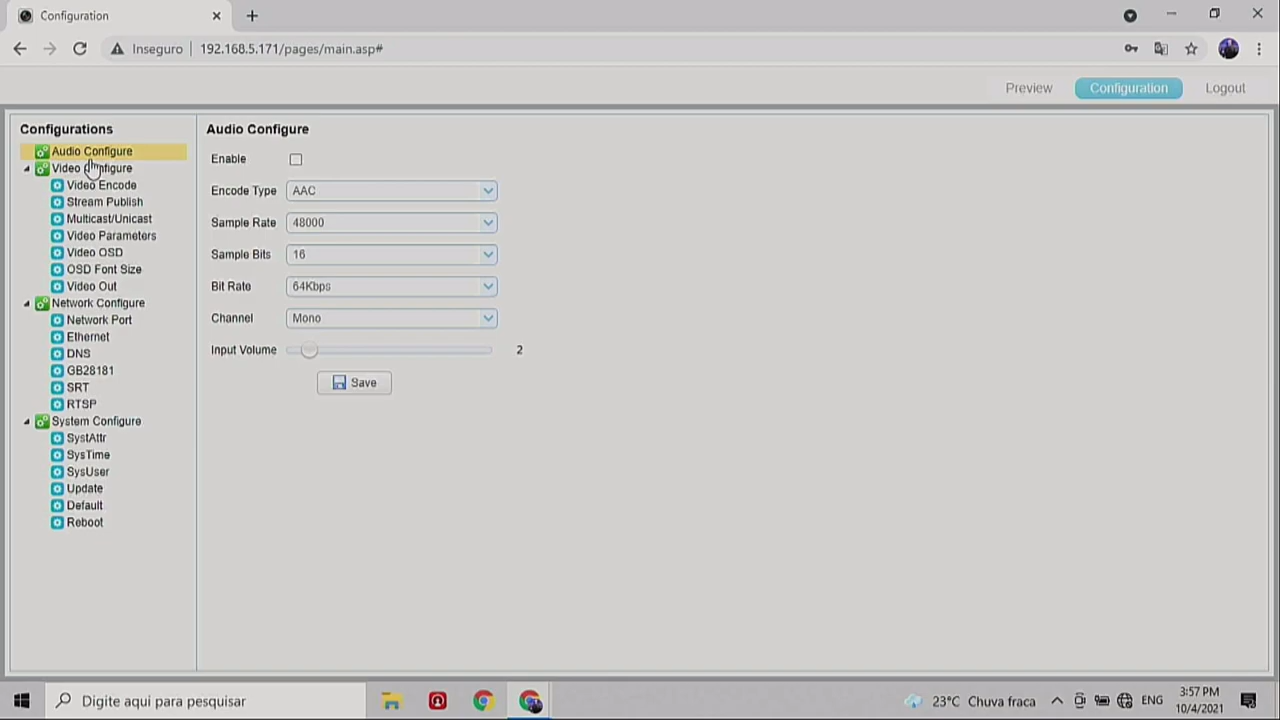 Configuration
Inseguro
192.168.5.171/pages/main.asp#
Preview
Configuration
Logout
Configurations
Audio Configure
Video Configure
Video Encode
Stream Publish
Multicast/Unicast
Video Parameters
Video OSD
OSD Font Size
Video Out
Network Configure
Network Port
Ethernet
DNS
GB28181
SRT
RTSP
System Configure
SystAttr
SysTime
SysUser
Update
Default
Reboot
Audio Configure
Enable
Encode Type AAC
Sample Rate 48000
Sample Bits 16
Bit Rate 64Kbps
Channel Mono
Input Volume 2
Save
Digite aqui para pesquisar
23°C Chuva fraca
ENG
3:57 PM
10/4/2021